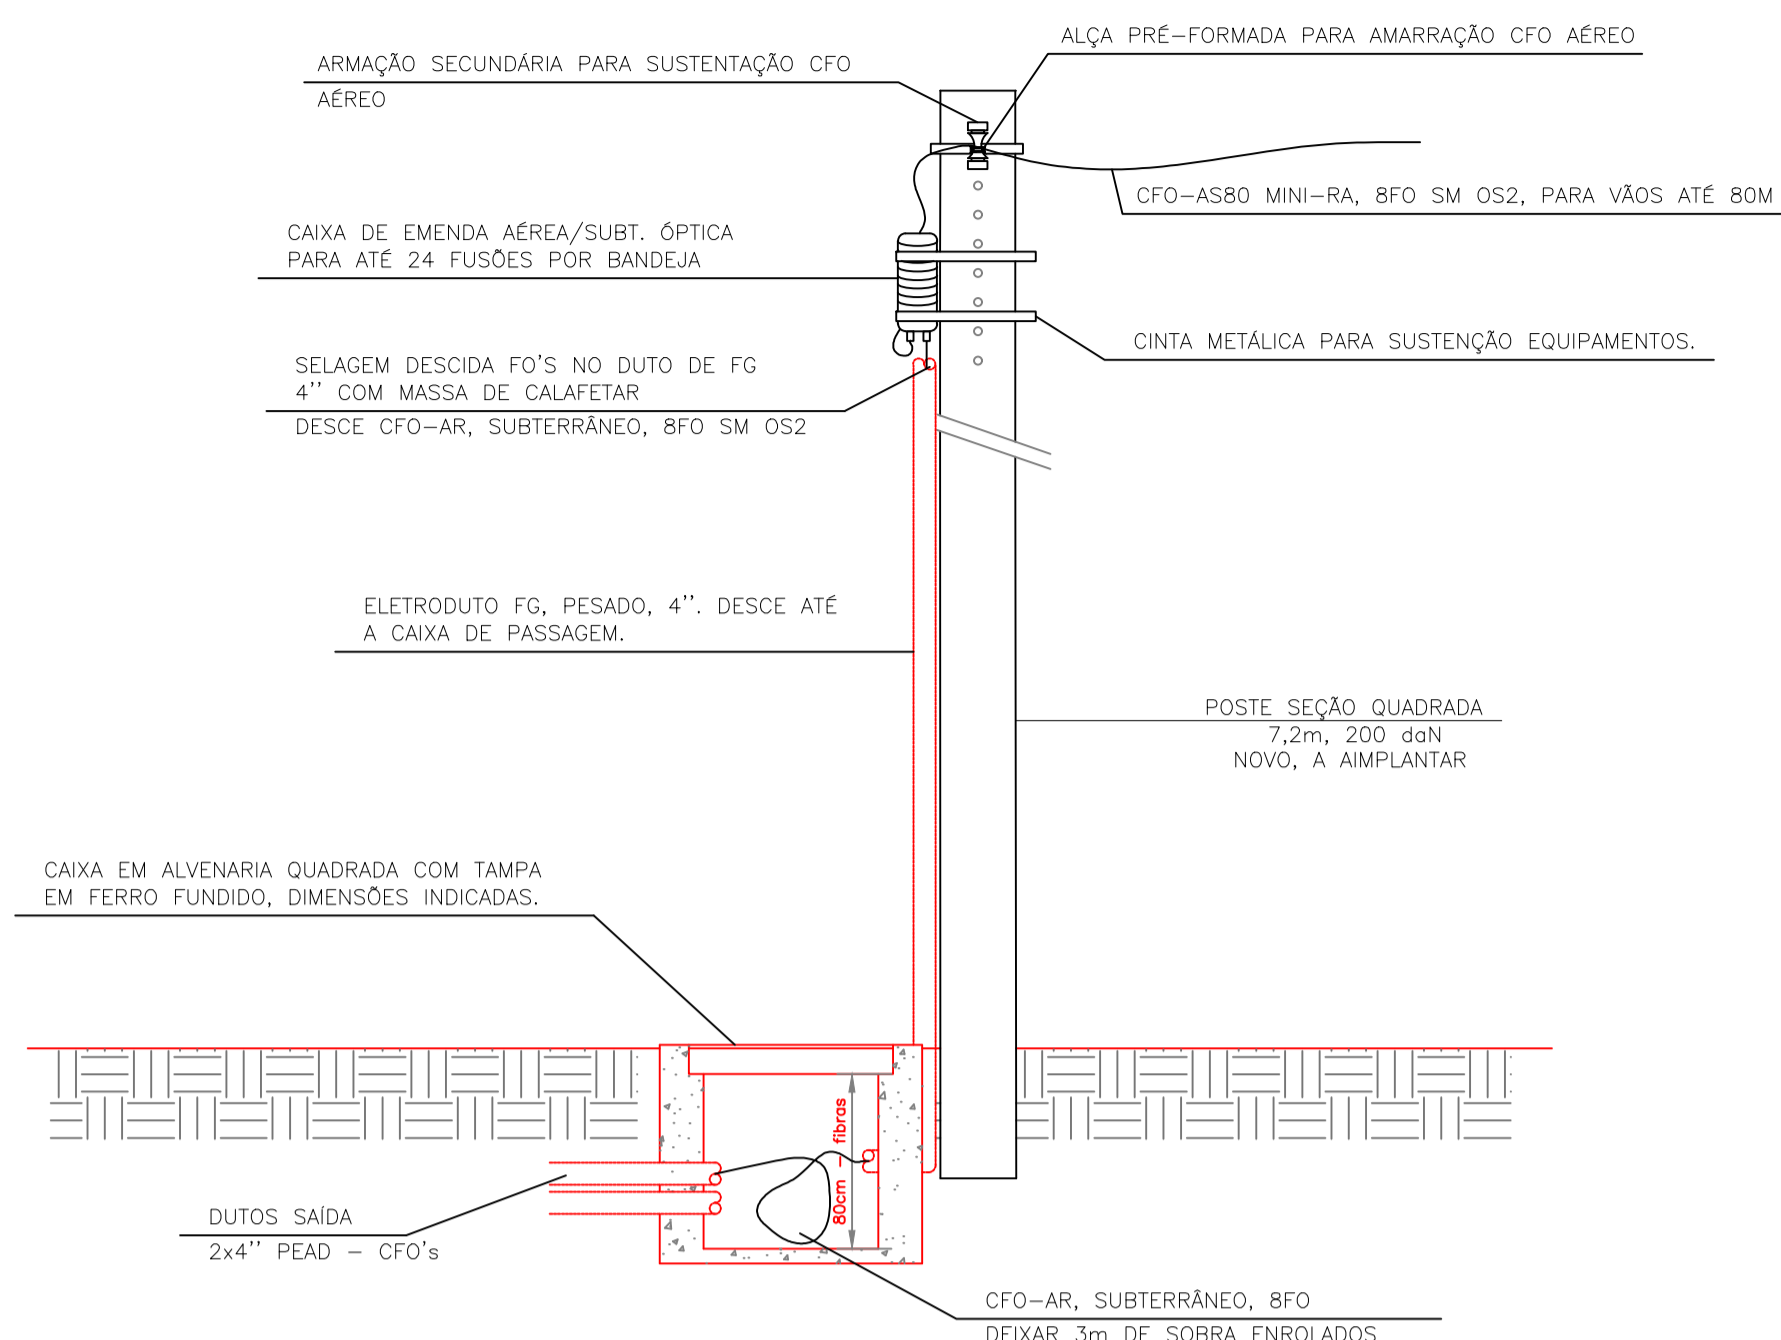 ALÇA PRÉ-FORMADA PARA AMARRAÇÃO CFO AÉREO
ARMAÇÃO SECUNDÁRIA PARA SUSTENTAÇÃO CFO
AÉREO
CFO-AS80 MINI-RA, 8FO SM OS2, PARA VÃOS ATÉ 80M
CAIXA DE EMENDA AÉREA/SUBT. ÓPTICA
PARA ATÉ 24 FUSÕES POR BANDEJA
CINTA METÁLICA PARA SUSTENÇÃO EQUIPAMENTOS.
SELAGEM DESCIDA FO'S NO DUTO DE FG
4'' COM MASSA DE CALAFETAR
DESCE CFO-AR, SUBTERRÂNEO, 8FO SM OS2
ELETRODUTO FG, PESADO, 4''. DESCE ATÉ
A CAIXA DE PASSAGEM.
POSTE SEÇÃO QUADRADA
7,2m, 200 daN
NOVO, A AIMPLANTAR
CAIXA EM ALVENARIA QUADRADA COM TAMPA
EM FERRO FUNDIDO, DIMENSÕES INDICADAS.
80cm - fibras
DUTOS SAÍDA
2x4'' PEAD - CFO's
CFO-AR, SUBTERRÂNEO, 8FO
DEIXAR 3m DE SOBRA ENROLADOS